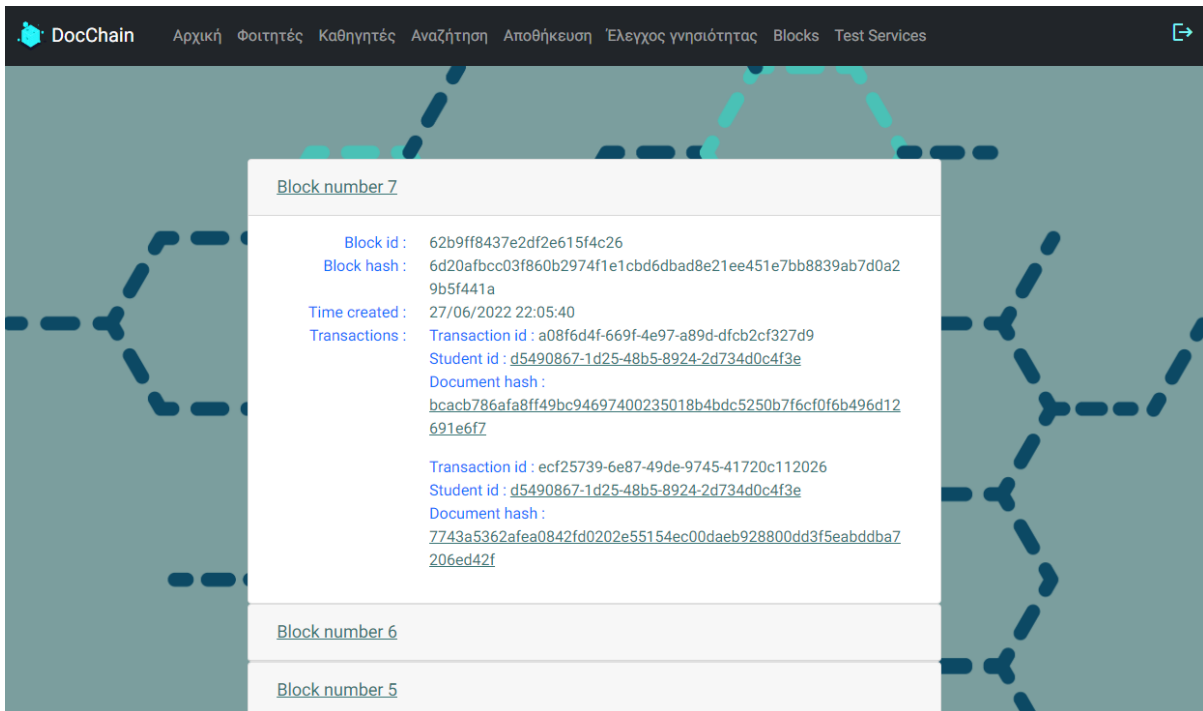 DocChain Αρχική Φοιτητές Καθηγητές Αναζήτηση Αποθήκευση Έλεγχος γνησιότητας Blocks Test Services
Block number 7
Block id : 62b9ff8437e2df2e615f4c26
Block hash : 6d20afbcc03f860b2974f1e1cbd6dbad8e21ee451e7bb8839ab7d0a2
9b5f441a
Time created : 27/06/2022 22:05:40
Transactions : Transaction id : a08f6d4f-669f-4e97-a89d-dfcb2cf327d9
Student id : d5490867-1d25-48b5-8924-2d734d0c4f3e
Document hash :
bcacb786afa8ff49bc94697400235018b4bdc5250b7f6cf0f6b496d12
691e6f7
Transaction id : ecf25739-6e87-49de-9745-41720c112026
Student id : d5490867-1d25-48b5-8924-2d734d0c4f3e
Document hash :
7743a5362afea0842fd0202e55154ec00daeb928800dd3f5eabddba7
206ed42f
Block number 6
Block number 5